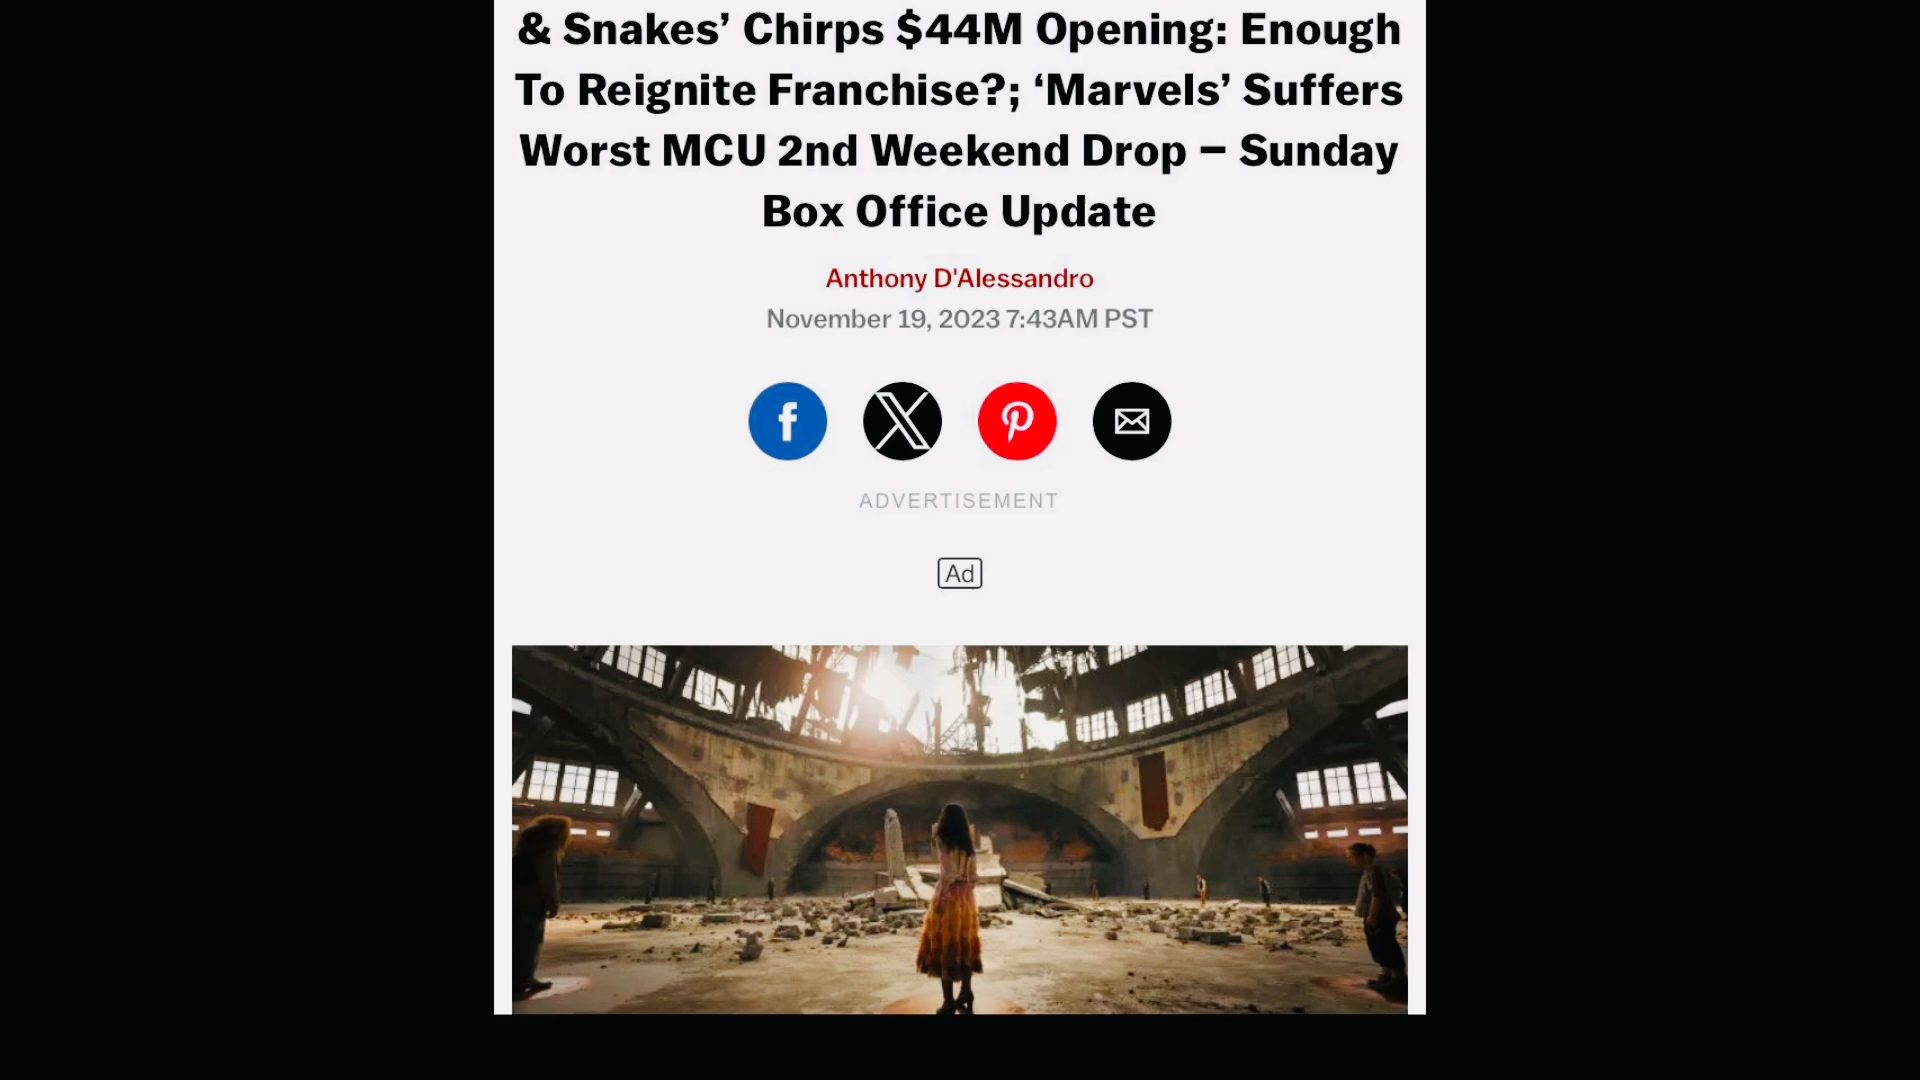 & Snakes’ Chirps $44M Opening: Enough
To Reignite Franchise?; ‘Marvels’ Suffers
Worst MCU 2nd Weekend Drop – Sunday
Box Office Update
Anthony D'Alessandro
November 19, 2023 7:43AM PST
ADVERTISEMENT
Ad